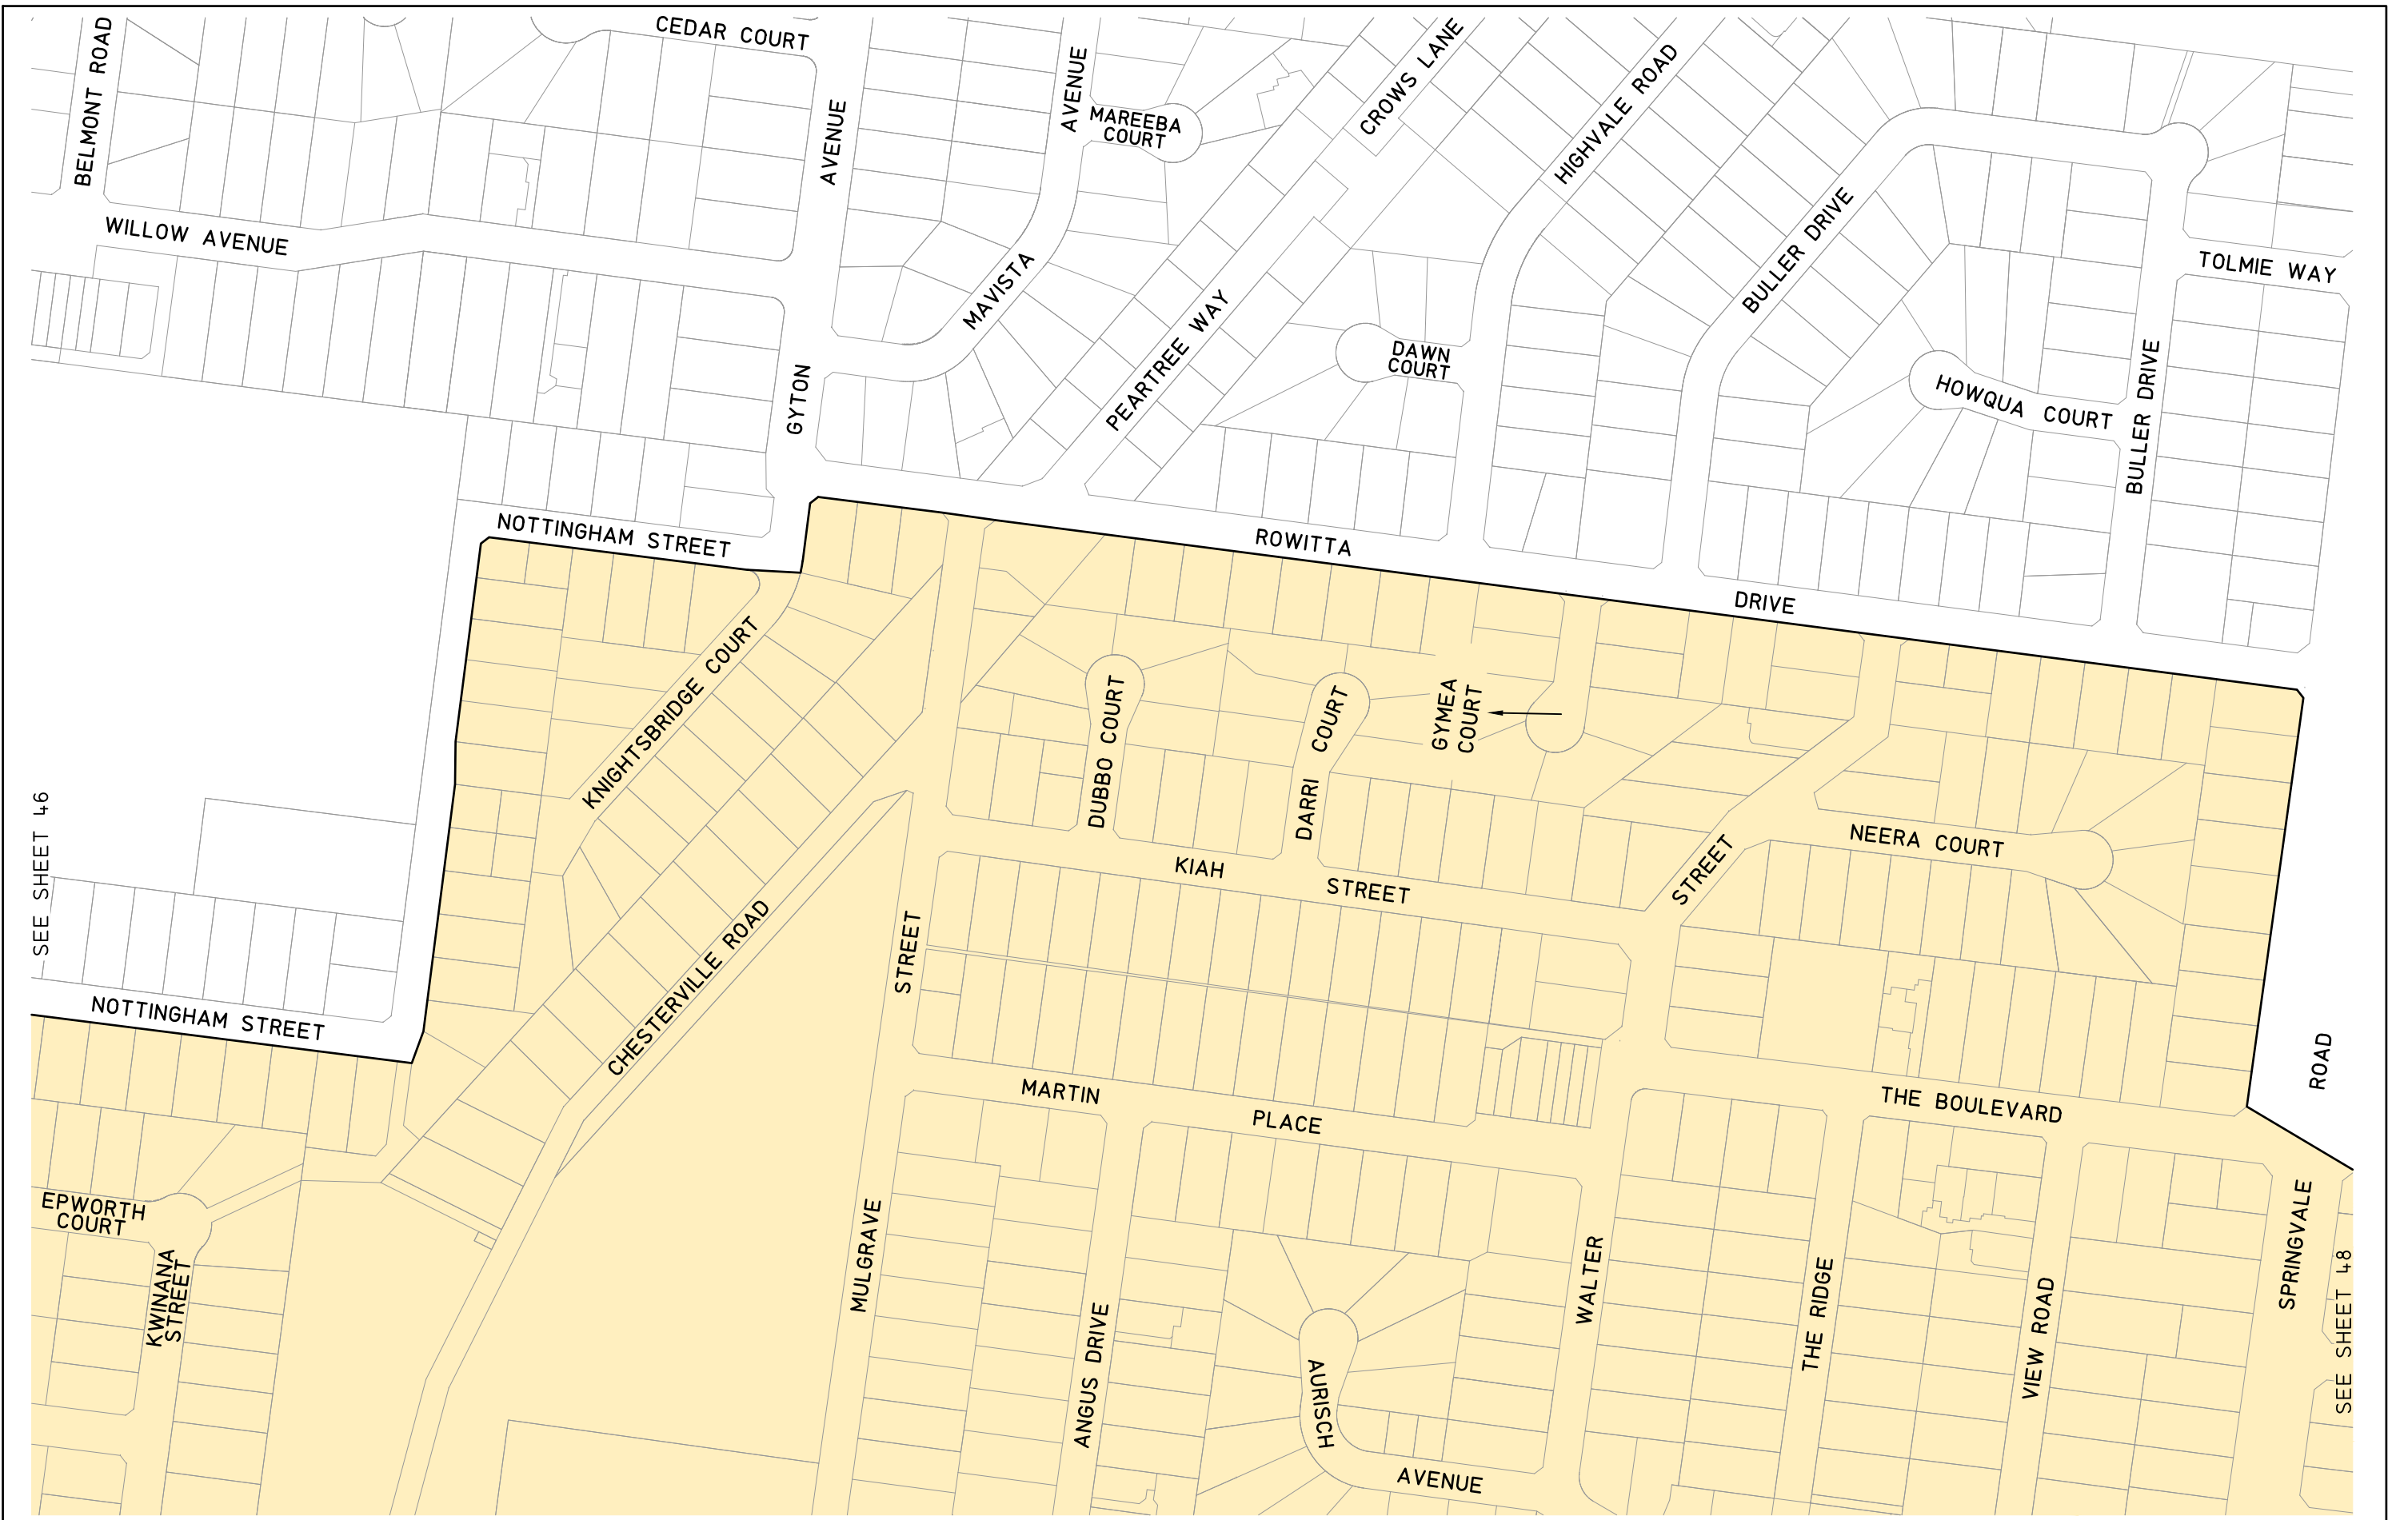 CEDAR COURT
BELMONT ROAD
AVENUE
AVENUE
MAREEBA
COURT
CROWS LANE
HIGHVALE ROAD
WILLOW AVENUE
MAVISTA
BULLER DRIVE
TOLMIE WAY
PEARTREE WAY
GYTON
DAWN
COURT
HOWQUA COURT
BULLER DRIVE
NOTTINGHAM STREET
ROWITTA
DRIVE
KNIGHTSBRIDGE COURT
DUBBO COURT
DARRI COURT
GYMEA
COURT
SEE SHEET 46
KIAH STREET
STREET
NEERA COURT
CHESTERVILLE ROAD
STREET
NOTTINGHAM STREET
ROAD
MARTIN
PLACE
THE BOULEVARD
EPWORTH
COURT
KWINANA
STREET
MULGRAVE
ANGUS DRIVE
AURISCH
AVENUE
WALTER
THE RIDGE
VIEW ROAD
SPRINGVALE
SEE SHEET 48